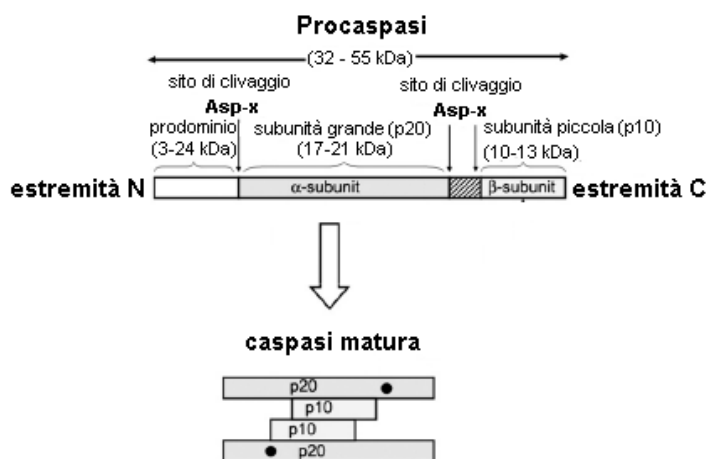 Procaspasi
(32 - 55 kDa)
sito di clivaggio sito di clivaggio
Asp-x Asp-x
prodominio subunità grande (p20) subunità piccola (p10)
(3-24 kDa) (17-21 kDa) (10-13 kDa)
estremità N α-subunit β-subunit estremità C
caspasi matura
p20
p10
p10
p20